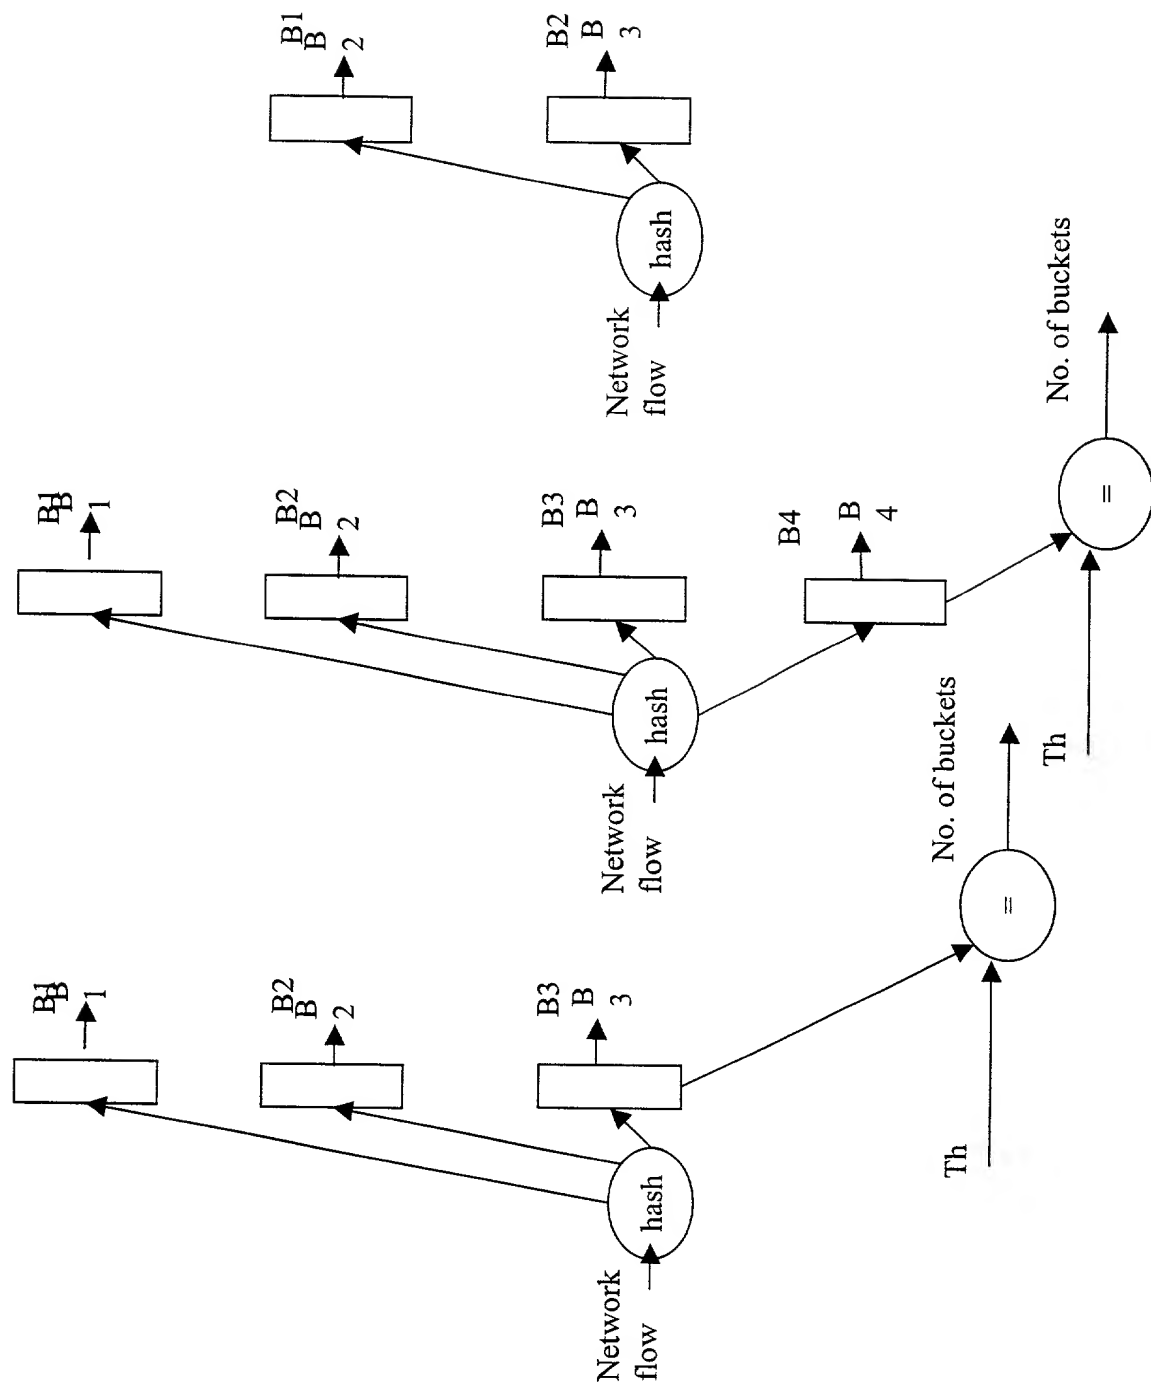 B1
B
1
B2
B
2
B3
B
3
Network
flow
hash
Th
=
No. of buckets
B1
B
1
B2
B
2
B3
B
3
B4
B
4
Network
flow
hash
Th
=
No. of buckets
B1
B
2
B2
B
3
Network
flow
hash